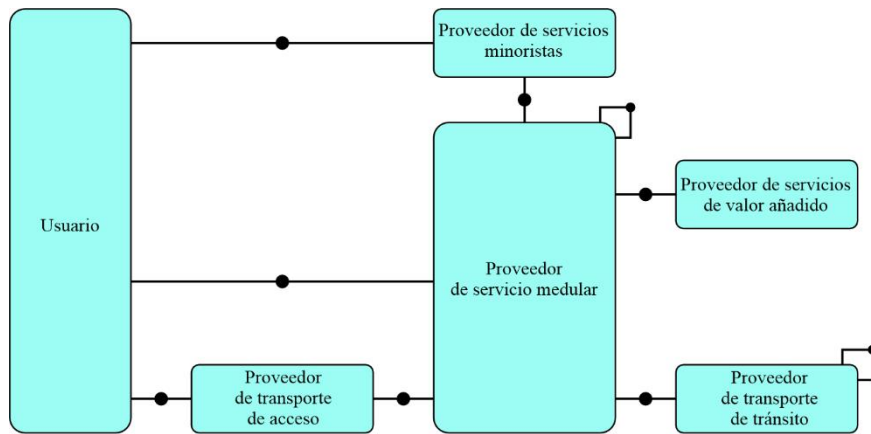 Proveedor de servicios
minoristas
Usuario
Proveedor de servicios
de valor añadido
Proveedor
de servicio medular
Proveedor
de transporte
de acceso
Proveedor
de transporte
de tránsito